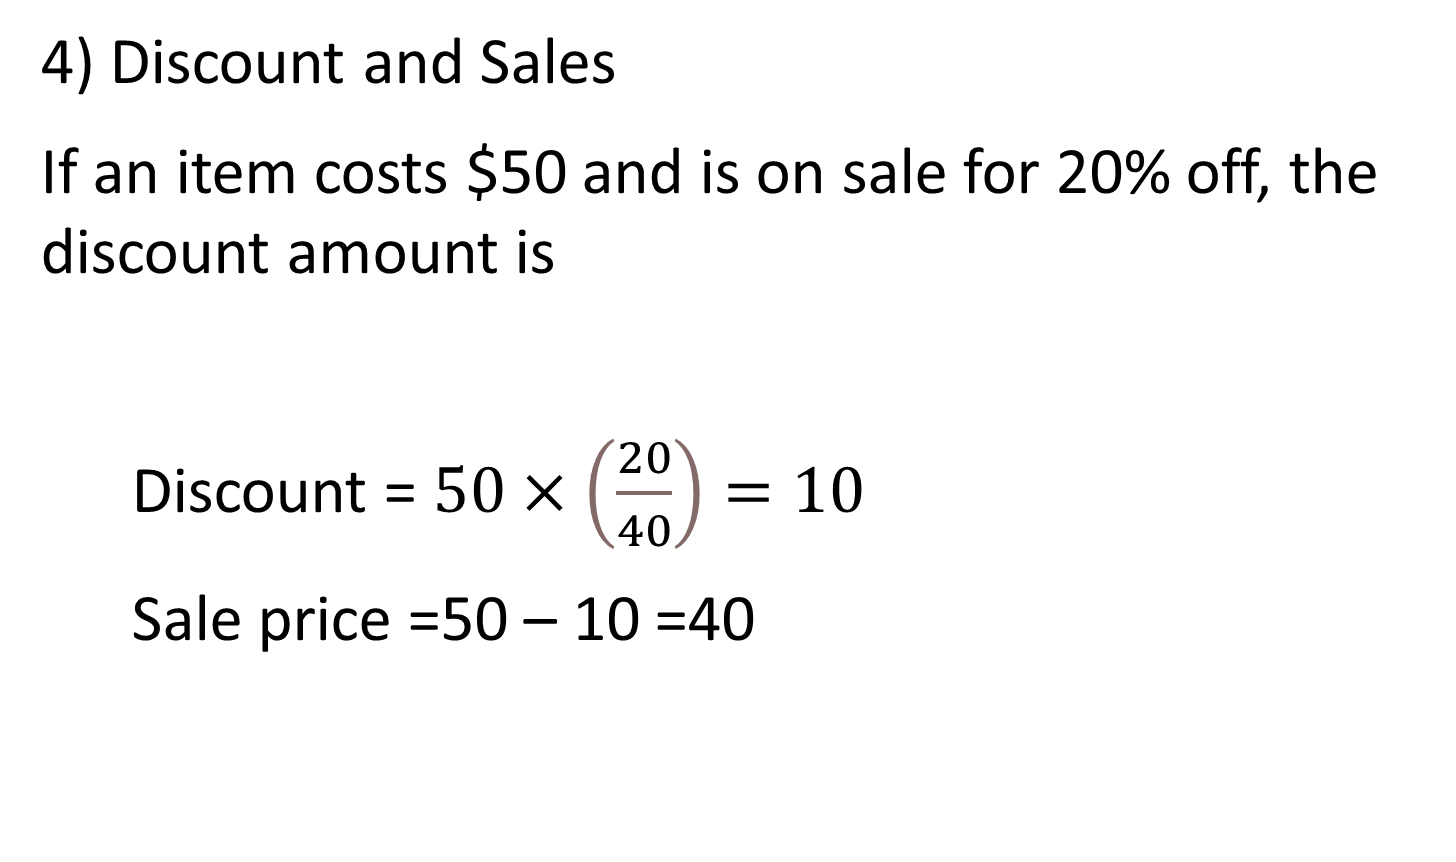 4) Discount and Sales
If an item costs $50 and is on sale for 20% off, the
discount amount is
Discount = 50 × (20/40) = 10
Sale price =50 – 10 =40